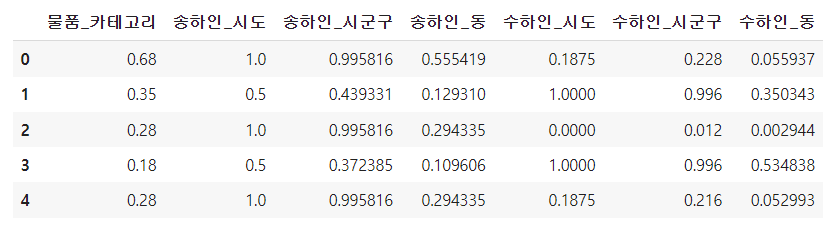 물품_카테고리 송하인_시도 송하인_시군구 송하인_동 수하인_시도 수하인_시군구 수하인_동
0 0.68 1.0 0.995816 0.555419 0.1875 0.228 0.055937
1 0.35 0.5 0.439331 0.129310 1.0000 0.996 0.350343
2 0.28 1.0 0.995816 0.294335 0.0000 0.012 0.002944
3 0.18 0.5 0.372385 0.109606 1.0000 0.996 0.534838
4 0.28 1.0 0.995816 0.294335 0.1875 0.216 0.052993